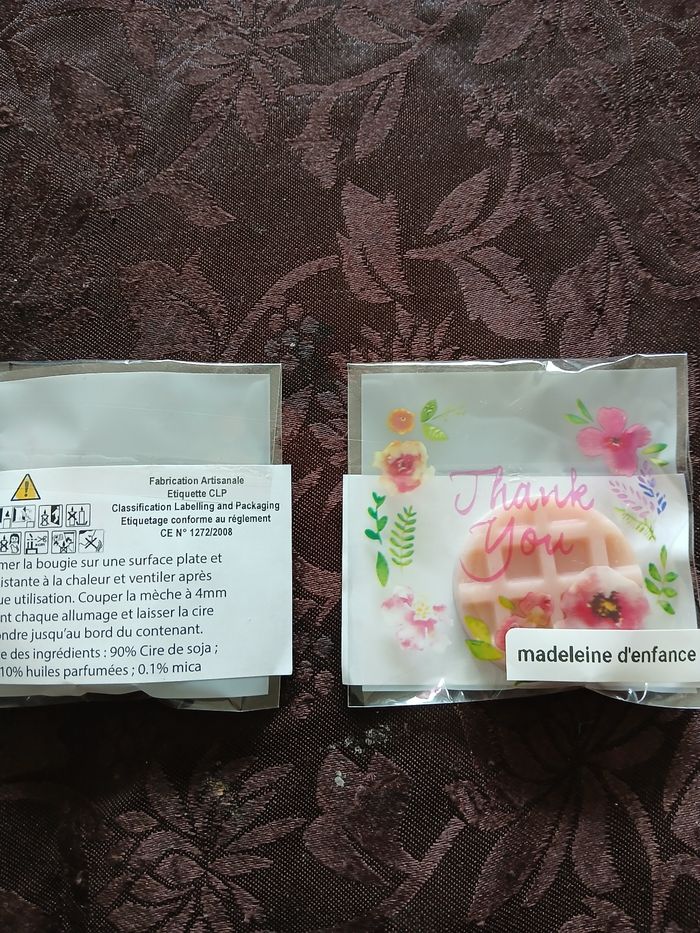 Fabrication Artisanale
Etiquette CLP
Classification Labelling and Packaging
Etiquetage conforme au réglement
CE N° 1272/2008
mer la bougie sur une surface plate et
istante à la chaleur et ventiler après
ue utilisation. Couper la mèche à 4mm
nt chaque allumage et laisser la cire
ondre jusqu'au bord du contenant.
e des ingrédients : 90% Cire de soja ;
10% huiles parfumées ; 0.1% mica
Thank
You
madeleine d'enfance